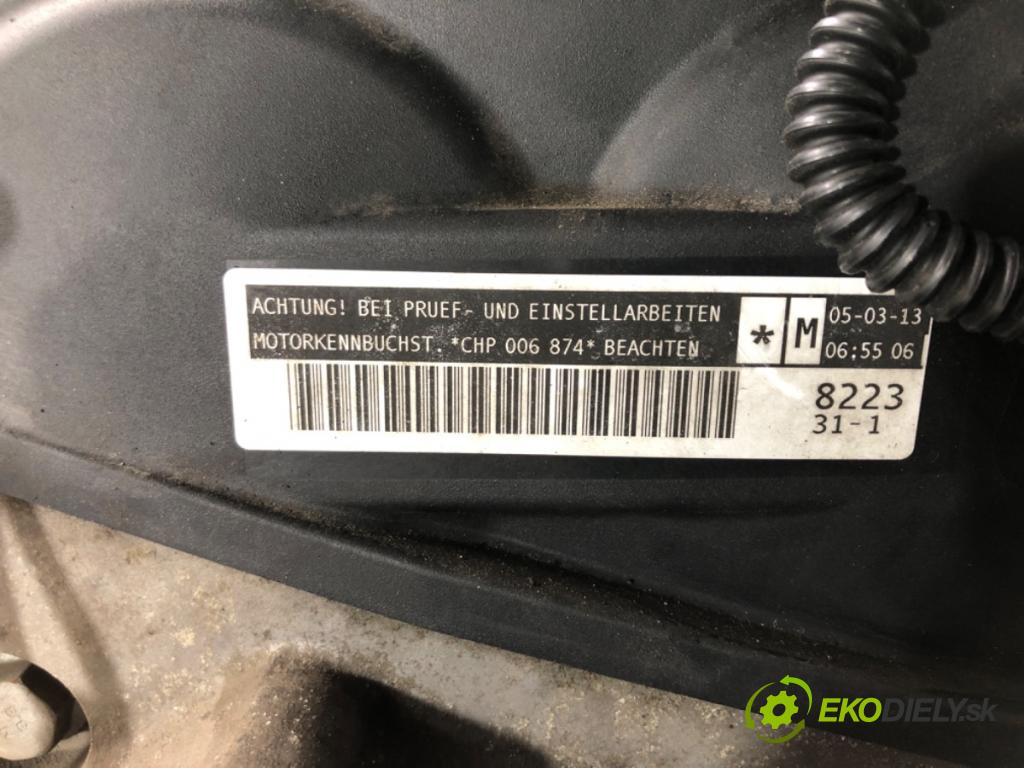 ACHTUNG! BEI PRUEF- UND EINSTELLARBEITEN
MOTORKENNBUCHST. *CHP 006 874* BEACHTEN
* M
05-03-13
06:55 06
8223
31-1
EKODIELY.sk